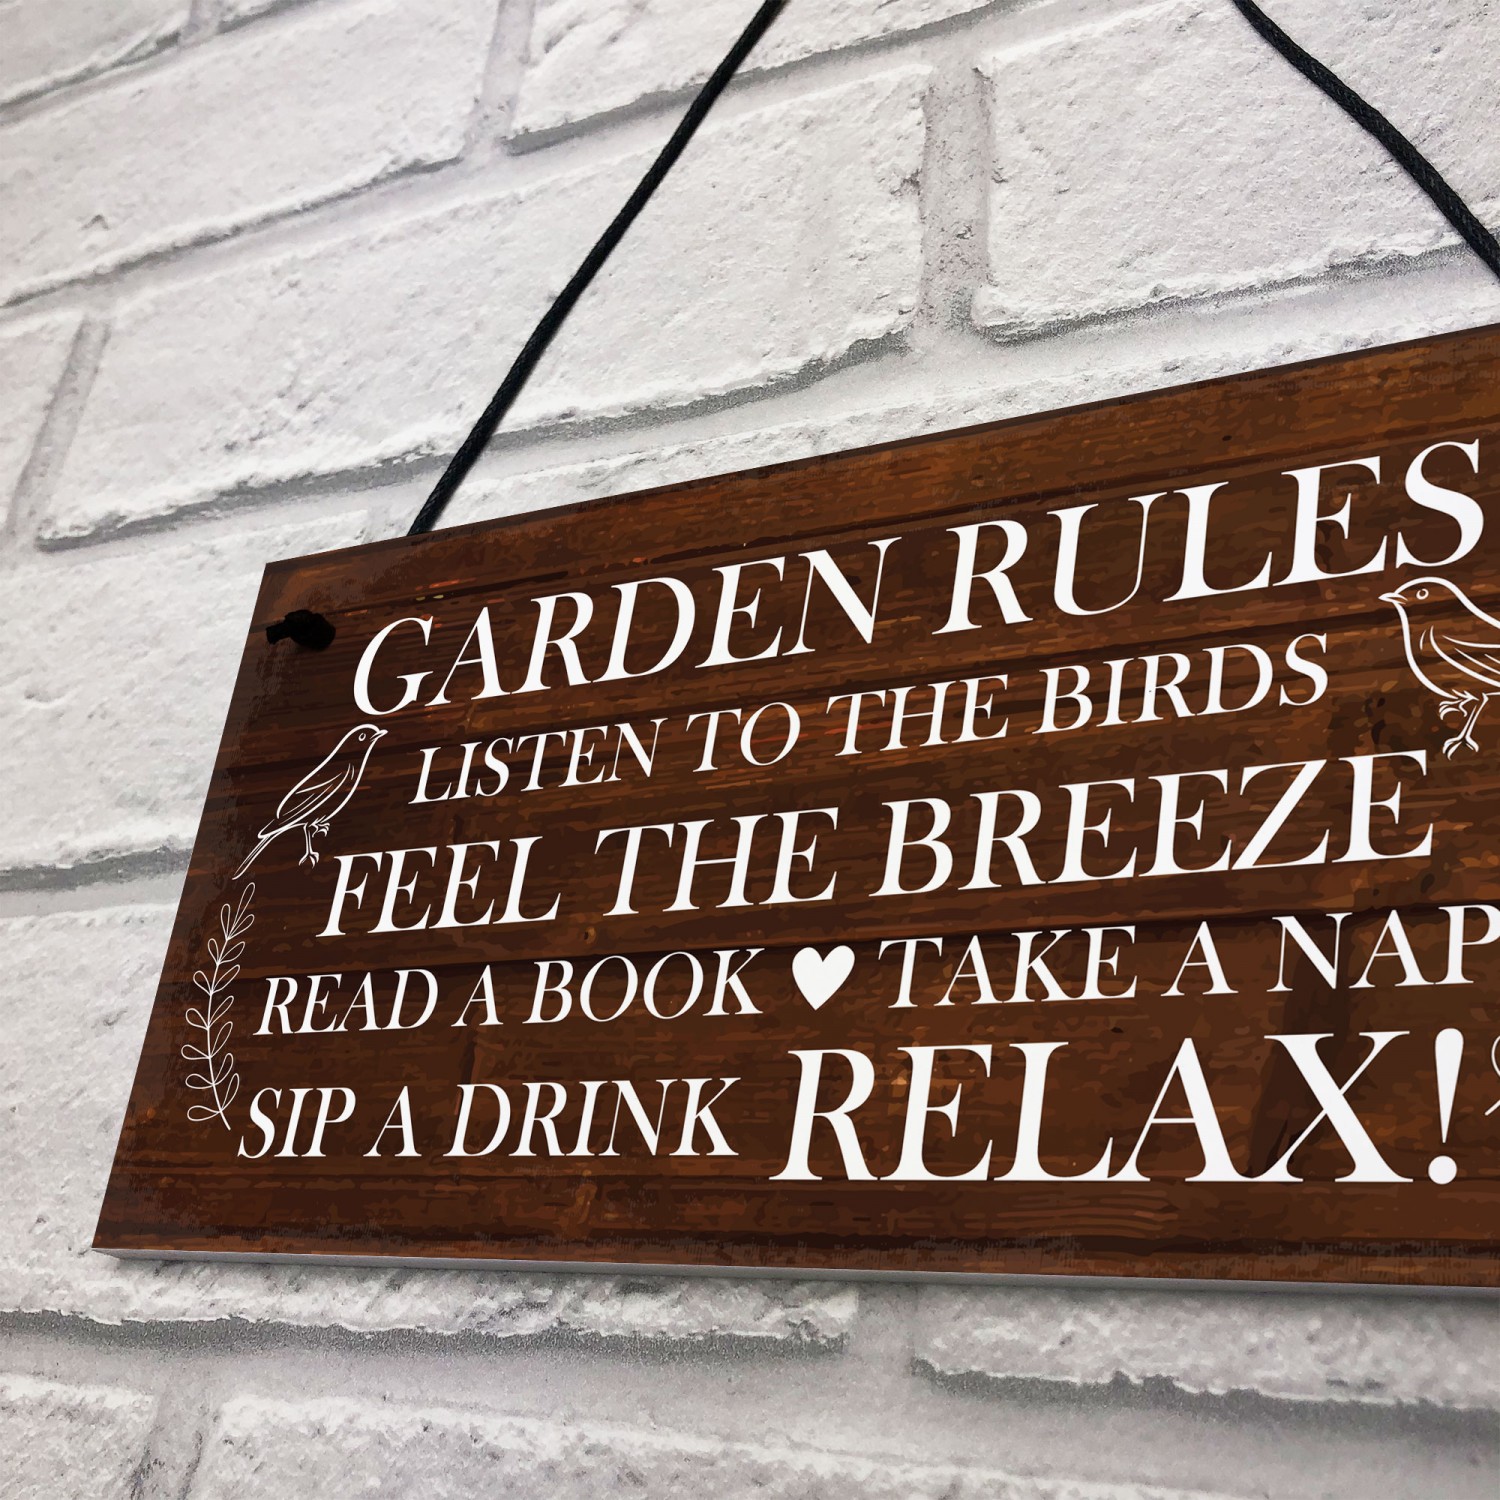 GARDEN RULES
LISTEN TO THE BIRDS
FEEL THE BREEZE
READ A BOOK ♥ TAKE A NAP
SIP A DRINK RELAX!